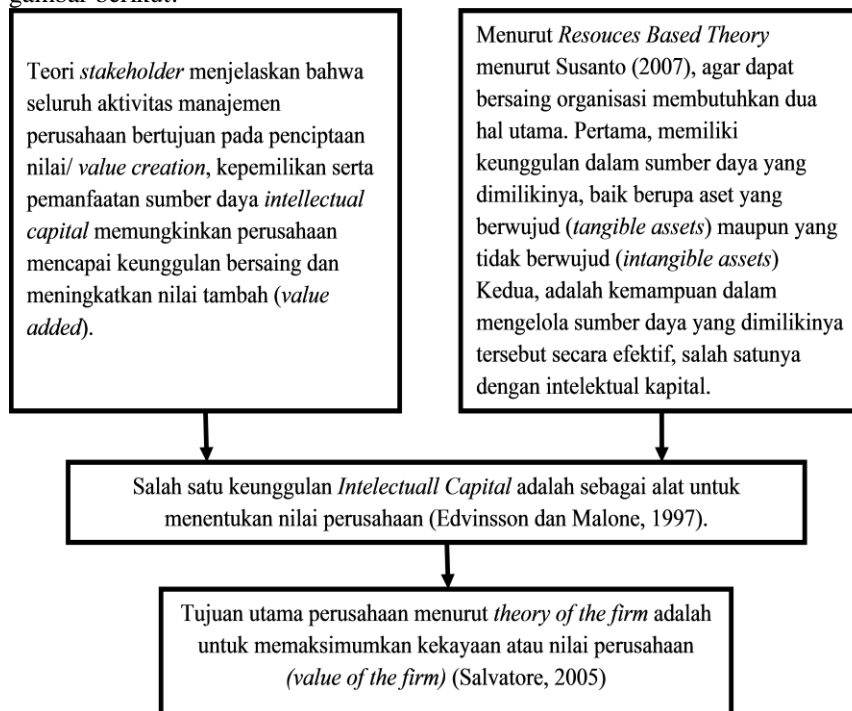 gambar berikut:
Teori stakeholder menjelaskan bahwa
seluruh aktivitas manajemen
perusahaan bertujuan pada penciptaan
nilai/ value creation, kepemilikan serta
pemanfaatan sumber daya intellectual
capital memungkinkan perusahaan
mencapai keunggulan bersaing dan
meningkatkan nilai tambah (value
added).
Menurut Resouces Based Theory
menurut Susanto (2007), agar dapat
bersaing organisasi membutuhkan dua
hal utama. Pertama, memiliki
keunggulan dalam sumber daya yang
dimilikinya, baik berupa aset yang
berwujud (tangible assets) maupun yang
tidak berwujud (intangible assets)
Kedua, adalah kemampuan dalam
mengelola sumber daya yang dimilikinya
tersebut secara efektif, salah satunya
dengan intelektual kapital.
Salah satu keunggulan Intelectuall Capital adalah sebagai alat untuk
menentukan nilai perusahaan (Edvinsson dan Malone, 1997).
Tujuan utama perusahaan menurut theory of the firm adalah
untuk memaksimumkan kekayaan atau nilai perusahaan
(value of the firm) (Salvatore, 2005)